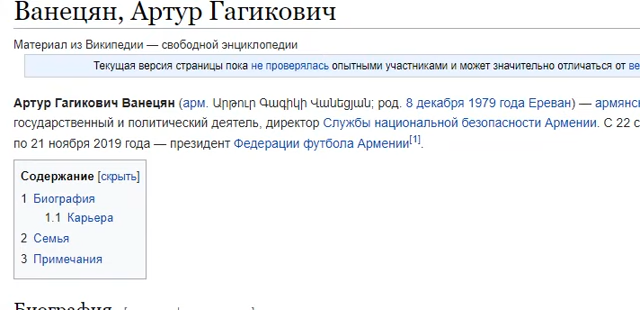 Ванецян, Артур Гагикович
Материал из Википедии — свободной энциклопедии
Текущая версия страницы пока не проверялась опытными участниками и может значительно отличаться от
Артур Гагикович Ванецян (арм. Արթուր Գագիկի Վանեցյան; род. 8 декабря 1979 года Ереван) —
государственный и политический деятель, директор Службы национальной безопасности Армении. С 22
по 21 ноября 2019 года — президент Федерации футбола Армении[1].
Содержание [скрыть]
1 Биография
1.1 Карьера
2 Семья
3 Примечания
Биография